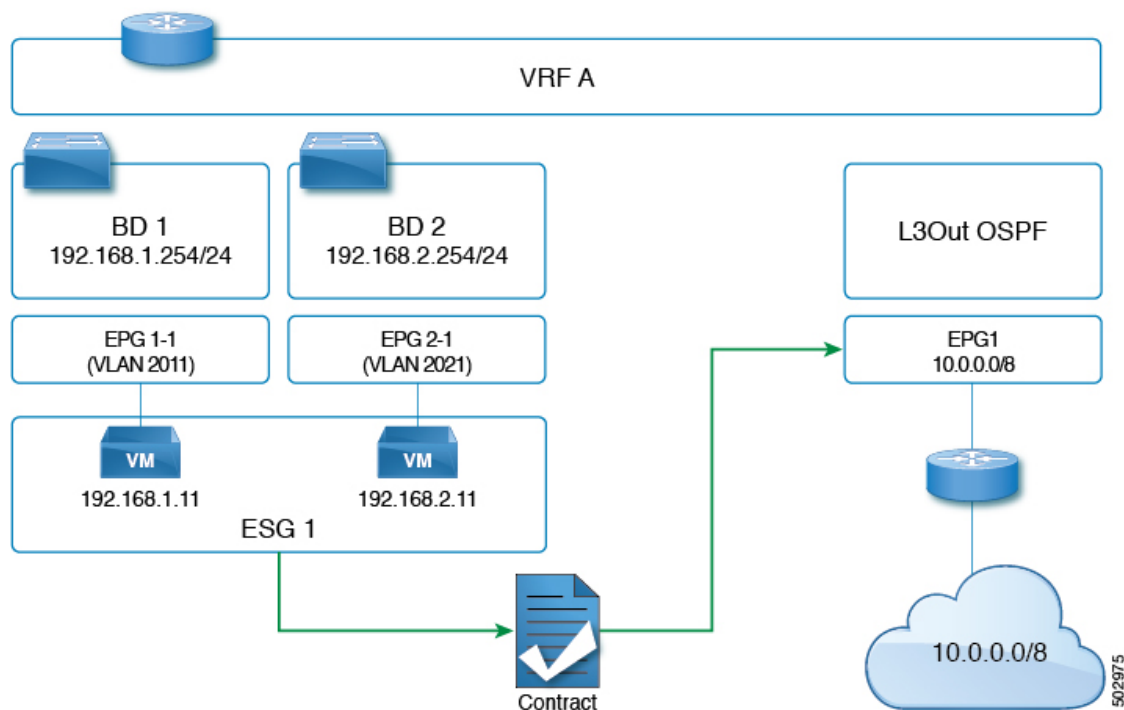 VRF A
BD 1
192.168.1.254/24
BD 2
192.168.2.254/24
L3Out OSPF
EPG 1-1
(VLAN 2011)
EPG 2-1
(VLAN 2021)
EPG1
10.0.0.0/8
VM
VM
192.168.1.11
192.168.2.11
ESG 1
10.0.0.0/8
Contract
502975